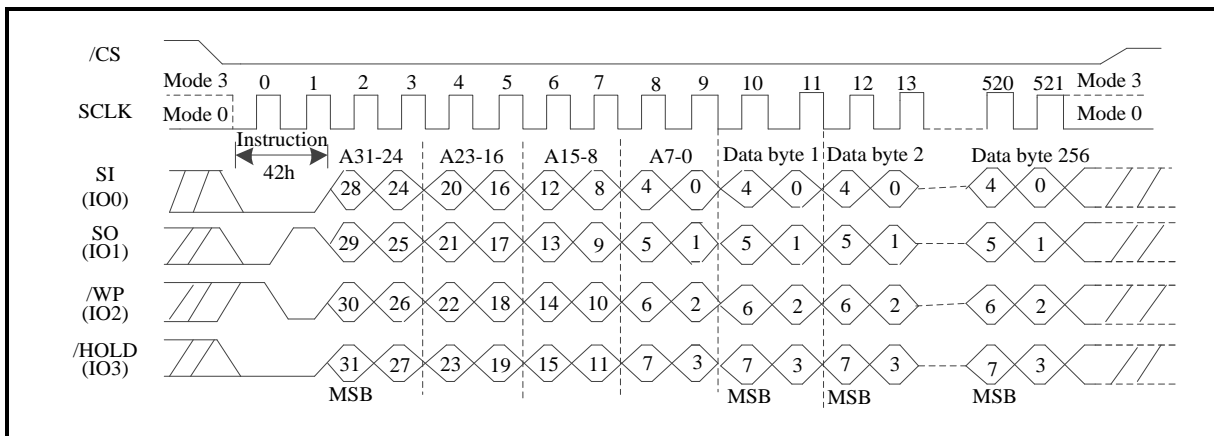 /CS
Mode 3 0 1 2 3 4 5 6 7 8 9 10 11 12 13 520 521 Mode 3
SCLK Mode 0 Mode 0
Instruction
42h
A31-24 A23-16 A15-8 A7-0 Data byte 1 Data byte 2 Data byte 256
SI
(IO0)
28 24 20 16 12 8 4 0 4 0 4 0 4 0
SO
(IO1)
29 25 21 17 13 9 5 1 5 1 5 1 5 1
/WP
(IO2)
30 26 22 18 14 10 6 2 6 2 6 2 6 2
/HOLD
(IO3)
31 27 23 19 15 11 7 3 7 3 7 3 7 3
MSB MSB MSB MSB